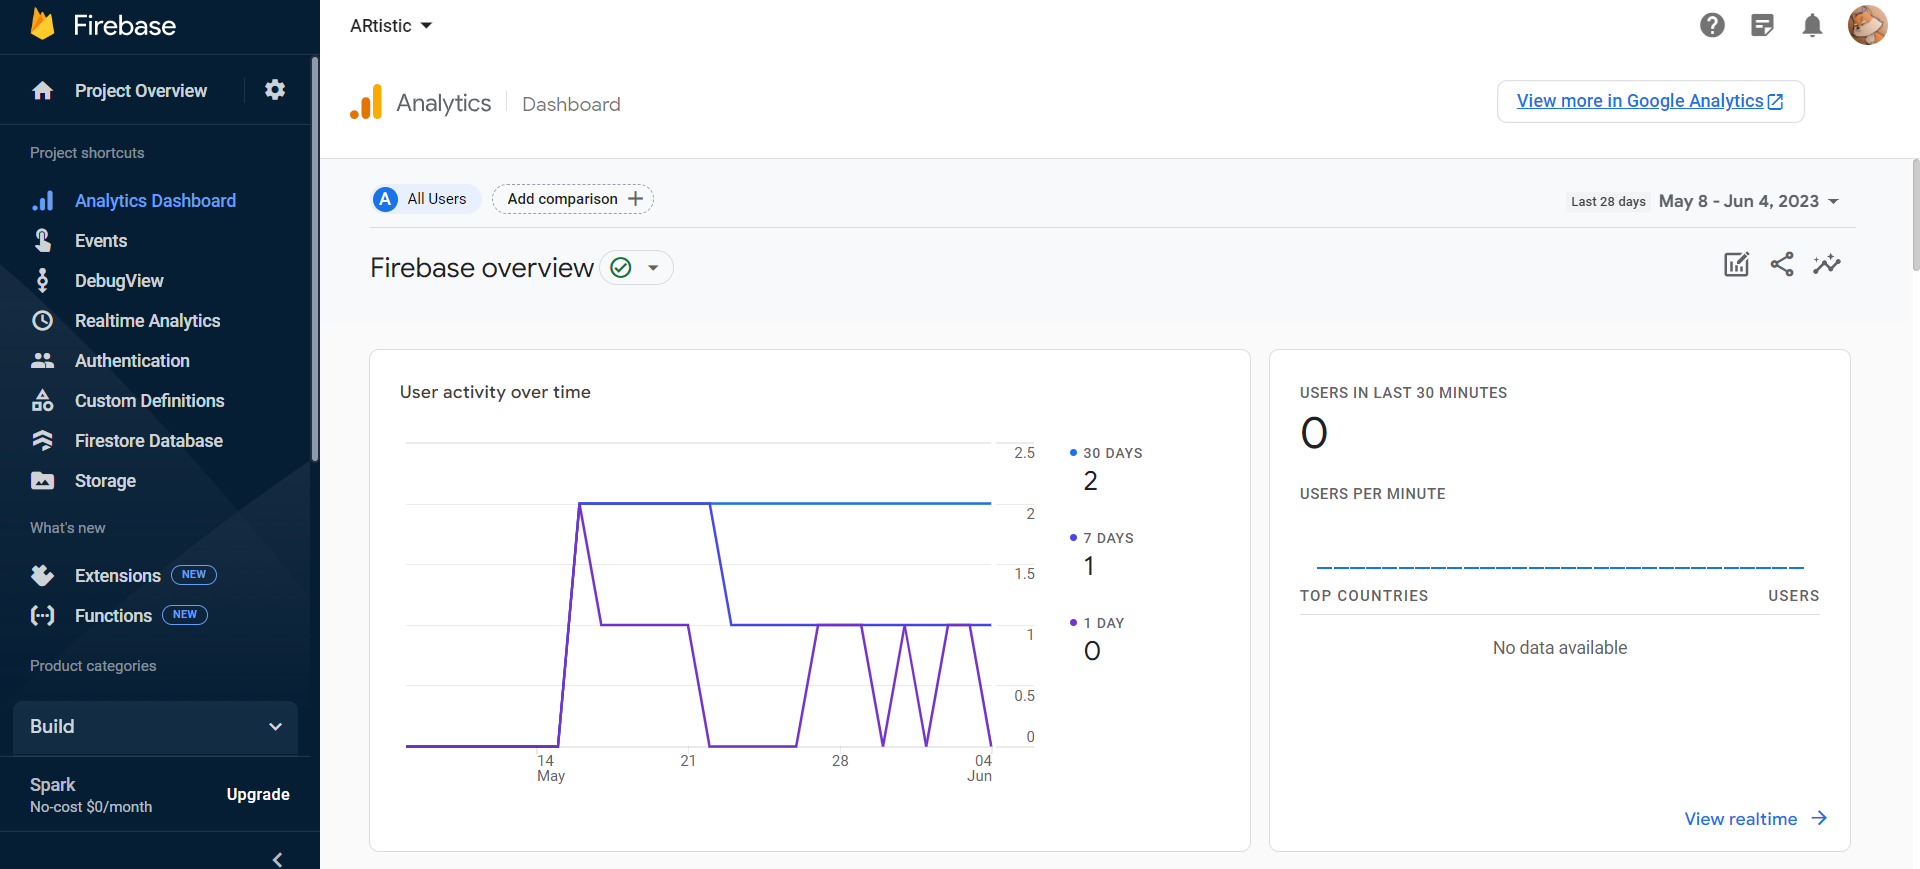 Firebase
ARtistic
Project Overview
Analytics
Dashboard
View more in Google Analytics
Project shortcuts
Analytics Dashboard
Events
DebugView
Realtime Analytics
Authentication
Custom Definitions
Firestore Database
Storage
What's new
Extensions NEW
Functions NEW
Product categories
Build
Spark
No-cost $0/month
Upgrade
A All Users
Add comparison
Last 28 days May 8 - Jun 4, 2023
Firebase overview
User activity over time
2.5
2
1.5
1
0.5
0
14
May
21
28
04
Jun
30 DAYS
2
7 DAYS
1
1 DAY
0
USERS IN LAST 30 MINUTES
0
USERS PER MINUTE
TOP COUNTRIES USERS
No data available
View realtime